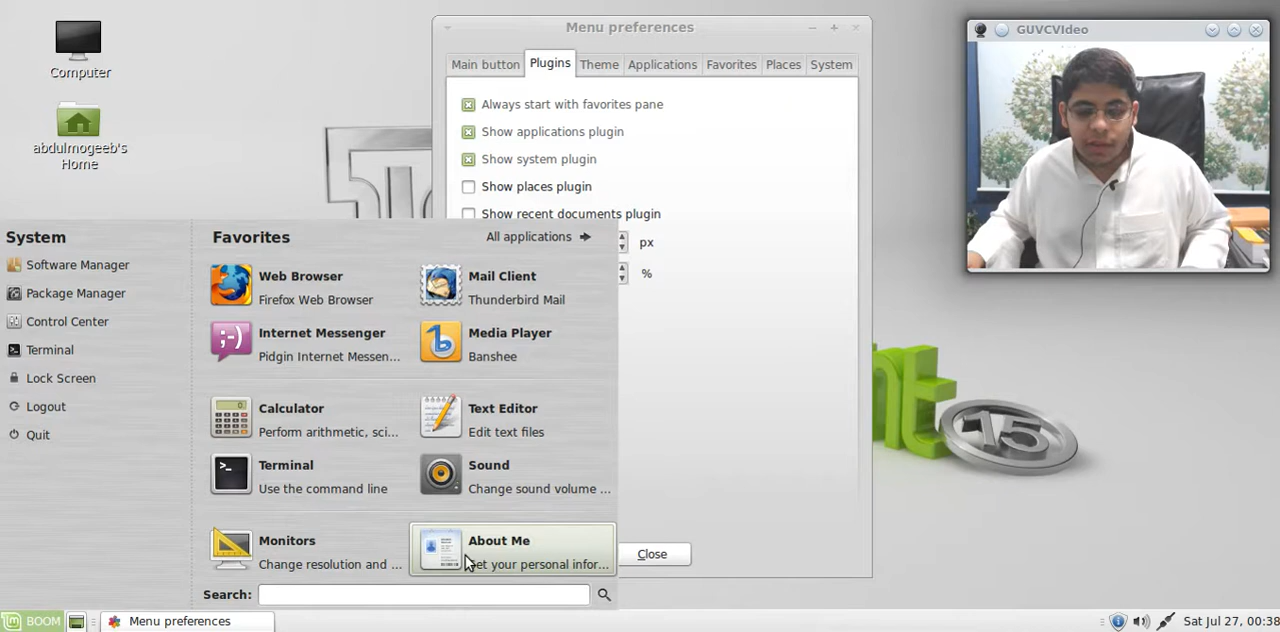 Computer
abdulmogeeb's
Home
Menu preferences
Main button
Plugins
Theme
Applications
Favorites
Places
System
Always start with favorites pane
Show applications plugin
Show system plugin
Show places plugin
Show recent documents plugin
px
%
Close
GUVCVIdeo
System
Software Manager
Package Manager
Control Center
Terminal
Lock Screen
Logout
Quit
Favorites
All applications
Web Browser
Firefox Web Browser
Mail Client
Thunderbird Mail
Internet Messenger
Pidgin Internet Messen...
Media Player
Banshee
Calculator
Perform arithmetic, sci...
Text Editor
Edit text files
Terminal
Use the command line
Sound
Change sound volume ...
Monitors
Change resolution and ...
About Me
et your personal infor...
Search:
15
BOOM
Menu preferences
Sat Jul 27, 00:38